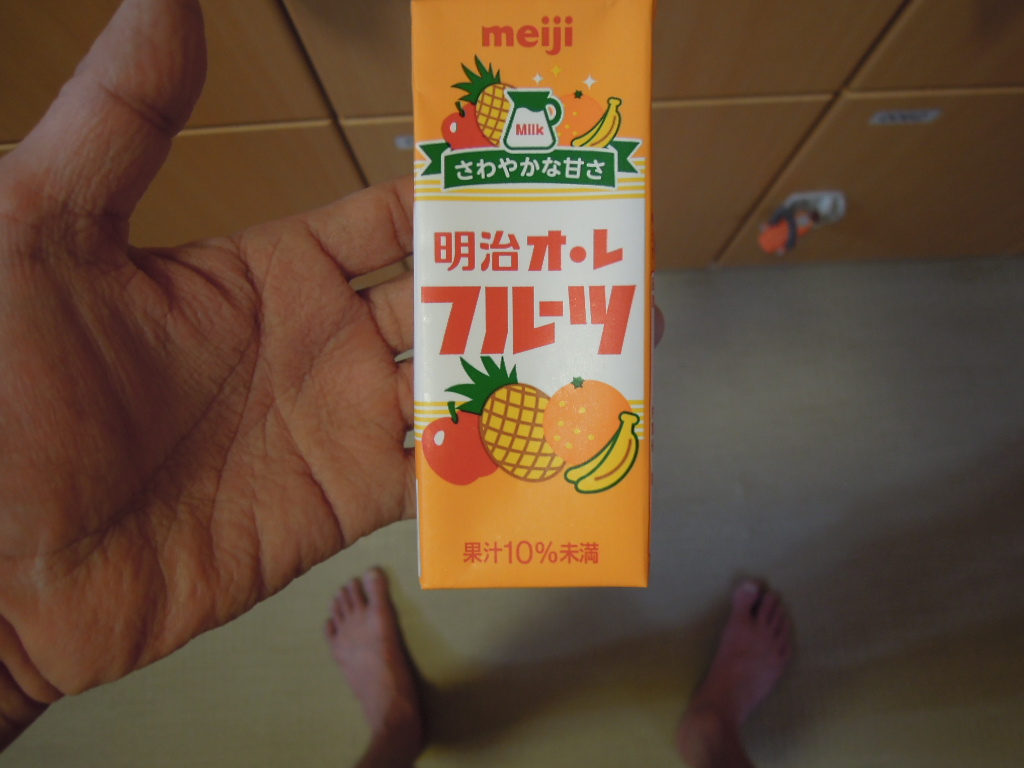 meiji
Milk
さわやかな甘さ
明治オ・レ
フルーツ
果汁10%未満